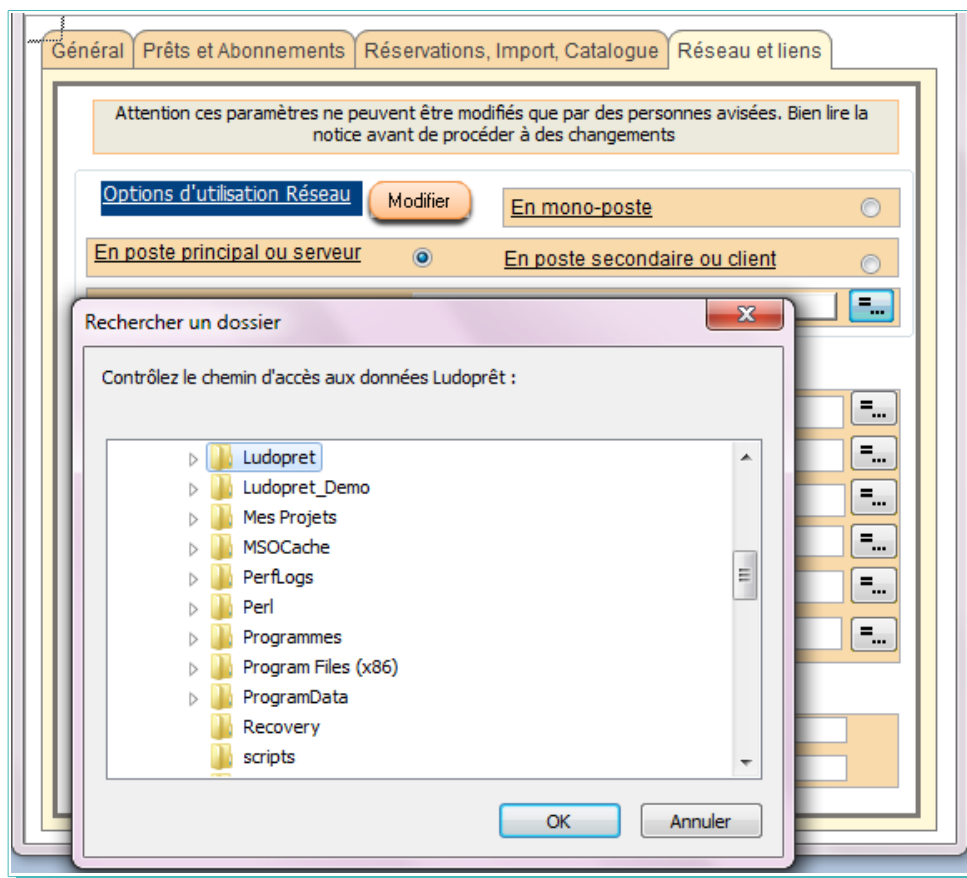 Général Prêts et Abonnements Réservations, Import, Catalogue Réseau et liens
Attention ces paramètres ne peuvent être modifiés que par des personnes avisées. Bien lire la
notice avant de procéder à des changements
Options d'utilisation Réseau Modifier En mono-poste
En poste principal ou serveur En poste secondaire ou client
=...
Rechercher un dossier
Contrôlez le chemin d'accès aux données Ludoprêt :
=...
Ludopret
=...
Ludopret_Demo
=...
Mes Projets
MSOCache
=...
PerfLogs
=...
Perl
Programmes
=...
Program Files (x86)
ProgramData
Recovery
scripts
OK Annuler